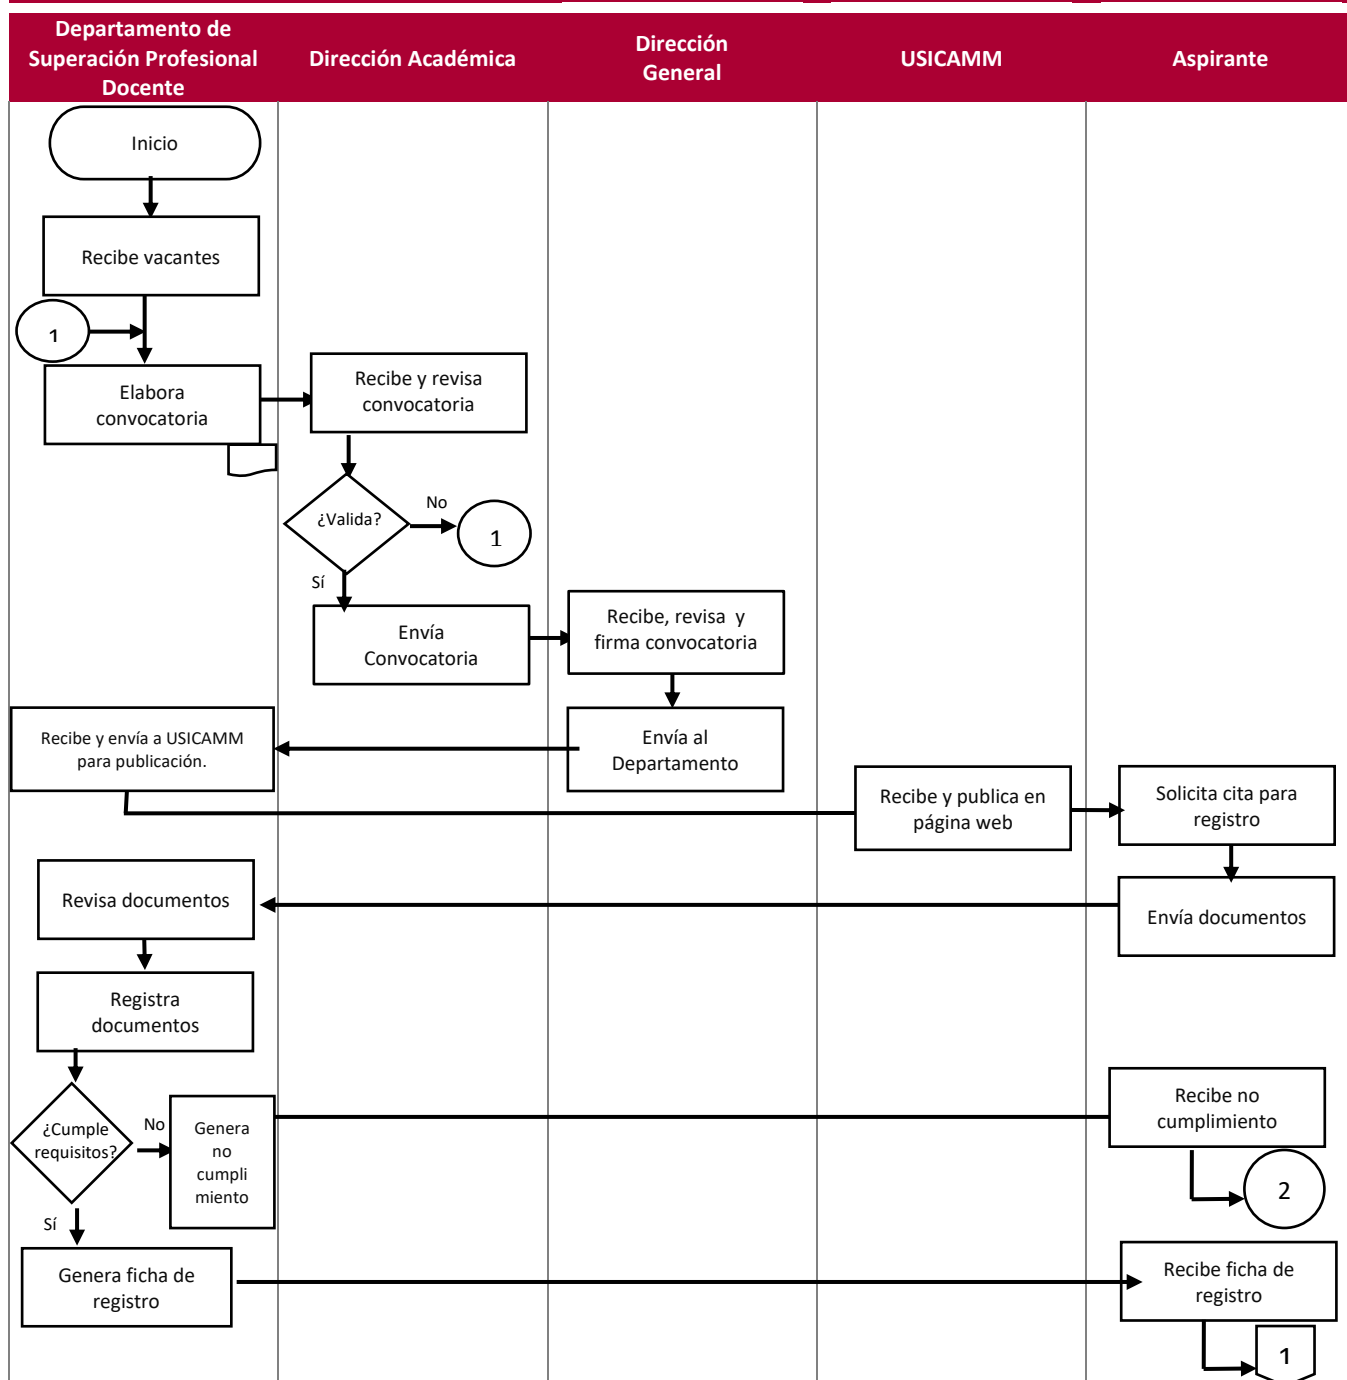 Departamento de
Superación Profesional
Docente
Dirección Académica
Dirección
General
USICAMM
Aspirante
Inicio
Recibe vacantes
1
Elabora
convocatoria
Recibe y revisa
convocatoria
¿Valida?
No
1
Sí
Envía
Convocatoria
Recibe, revisa y
firma convocatoria
Envía al
Departamento
Recibe y envía a USICAMM
para publicación.
Recibe y publica en
página web
Solicita cita para
registro
Envía documentos
Revisa documentos
Registra
documentos
¿Cumple
requisitos?
No
Genera
no
cumpli
miento
Recibe no
cumplimiento
2
Sí
Genera ficha de
registro
Recibe ficha de
registro
1